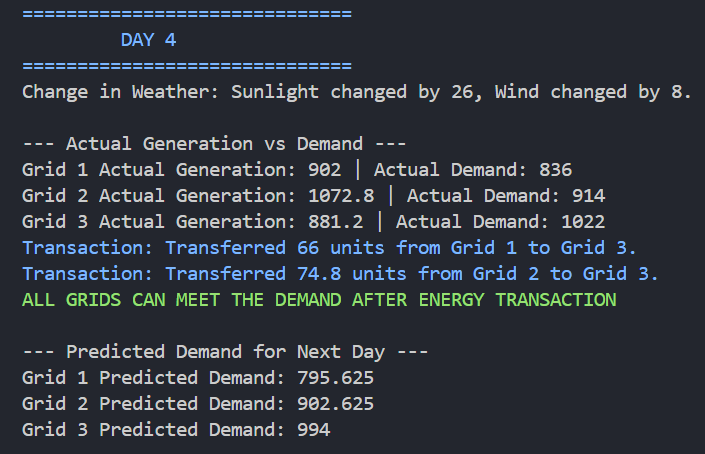 ==============================
DAY 4
==============================
Change in Weather: Sunlight changed by 26, Wind changed by 8.
--- Actual Generation vs Demand ---
Grid 1 Actual Generation: 902 | Actual Demand: 836
Grid 2 Actual Generation: 1072.8 | Actual Demand: 914
Grid 3 Actual Generation: 881.2 | Actual Demand: 1022
Transaction: Transferred 66 units from Grid 1 to Grid 3.
Transaction: Transferred 74.8 units from Grid 2 to Grid 3.
ALL GRIDS CAN MEET THE DEMAND AFTER ENERGY TRANSACTION
--- Predicted Demand for Next Day ---
Grid 1 Predicted Demand: 795.625
Grid 2 Predicted Demand: 902.625
Grid 3 Predicted Demand: 994